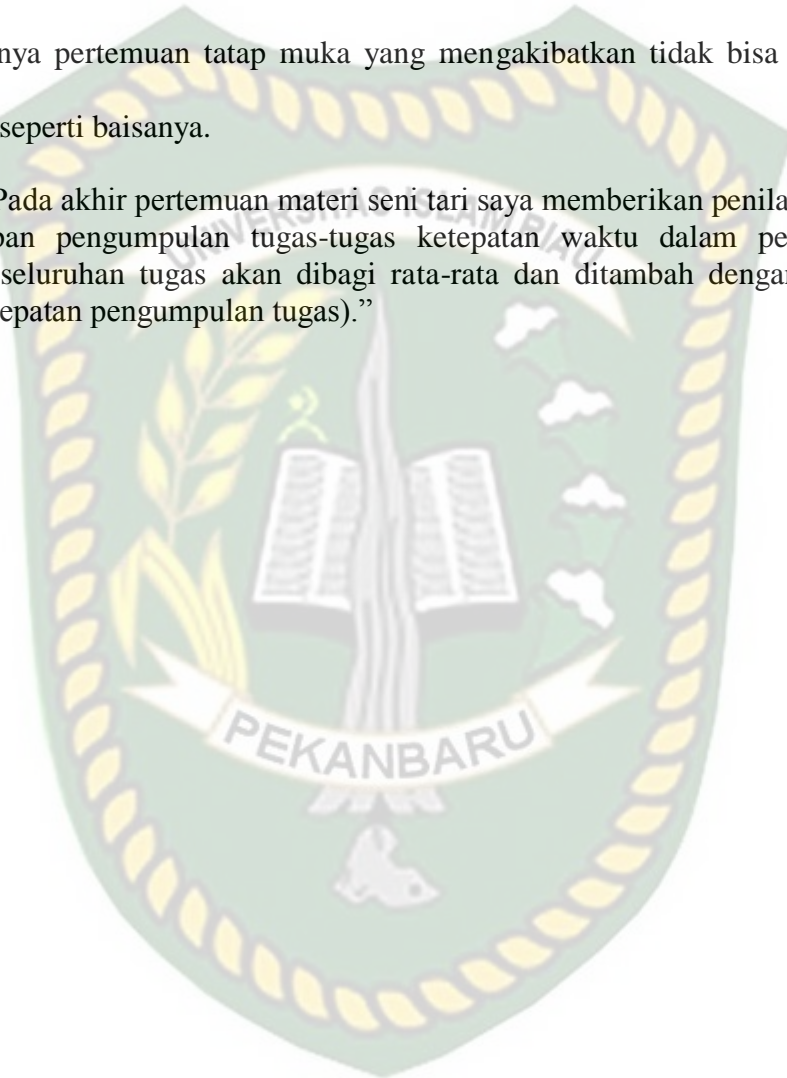 nya pertemuan tatap muka yang mengakibatkan tidak bisa
seperti baisanya.
Pada akhir pertemuan materi seni tari saya memberikan penila
pan pengumpulan tugas-tugas ketepatan waktu dalam pe
seluruhan tugas akan dibagi rata-rata dan ditambah dengan
epatan pengumpulan tugas).”
UNIVERSITAS ISLAM RIAU
PEKANBARU